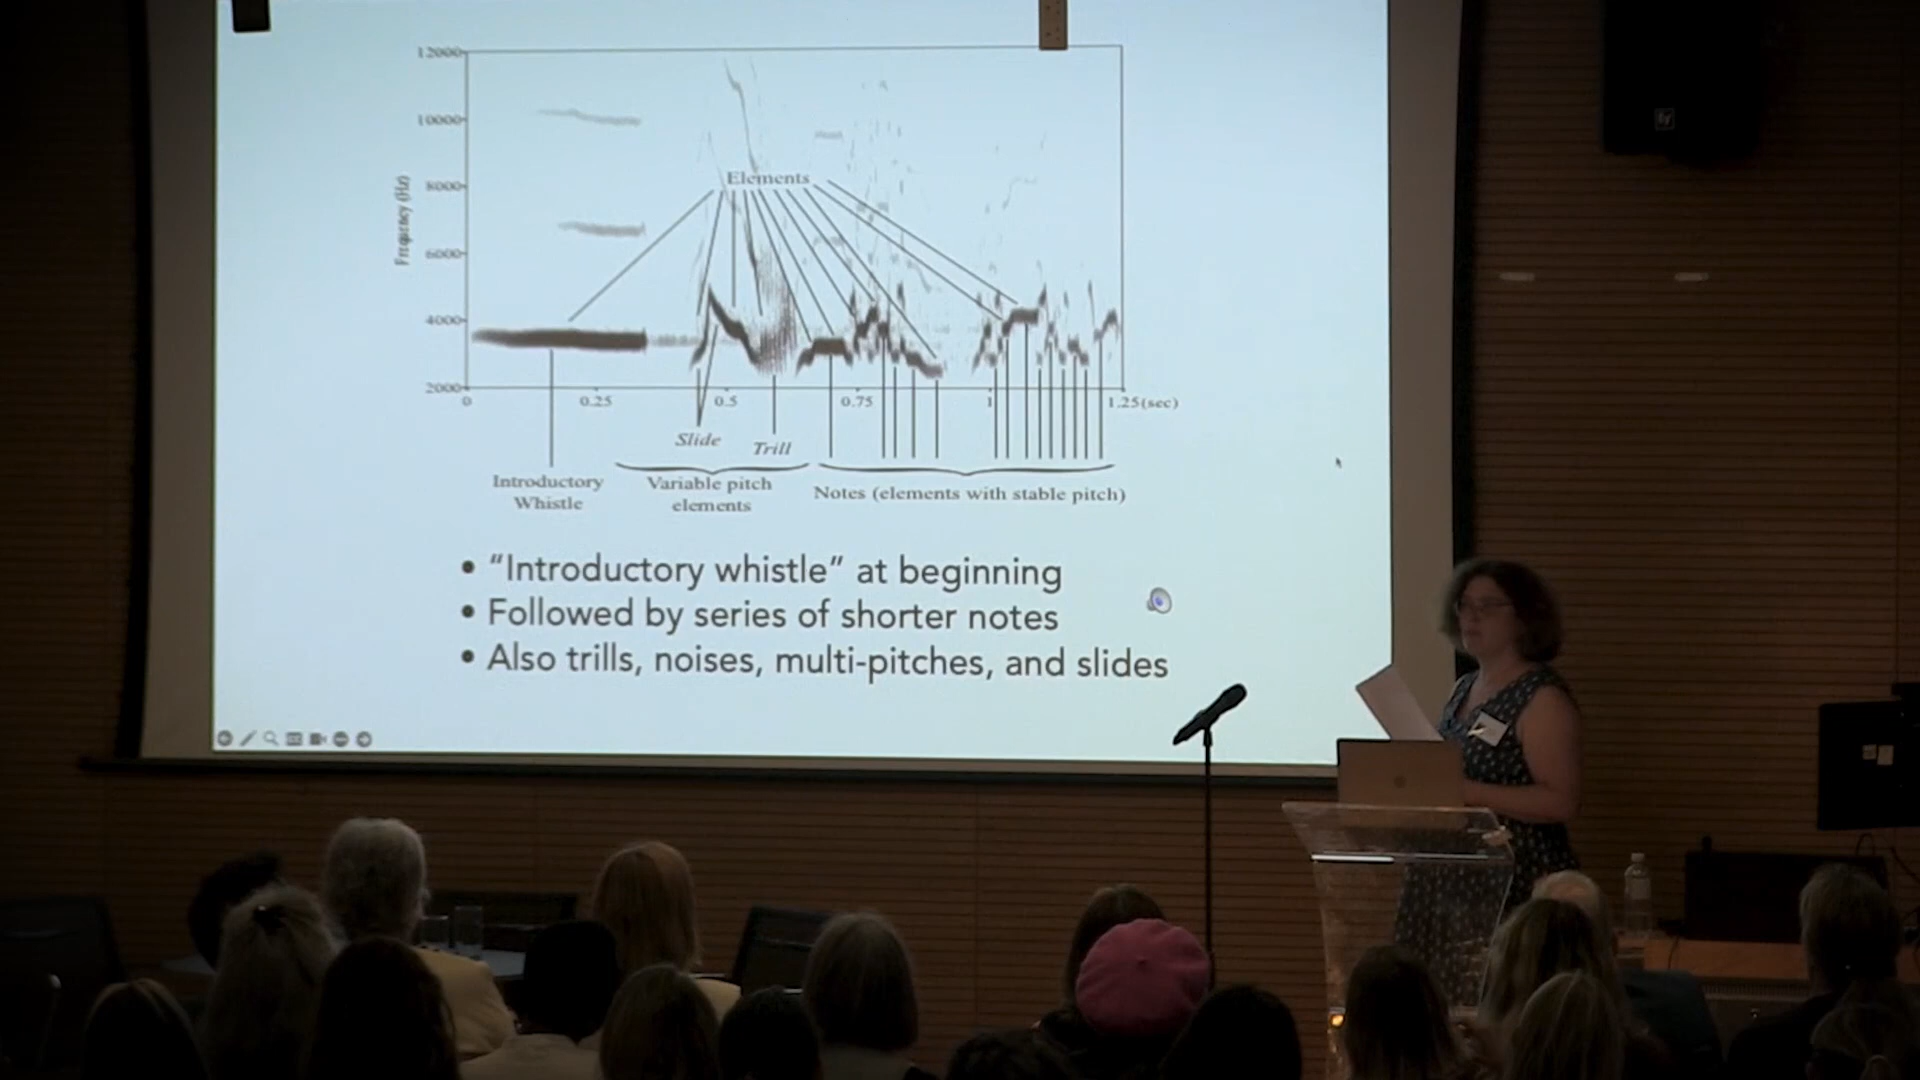 12000
10000
Elements
8000
Frequency (Hz)
6000
4000
2000
0 0.25 0.5 0.75 1 1.25(sec)
Slide
Trill
Introductory
Whistle
Variable pitch
elements
Notes (elements with stable pitch)
• “Introductory whistle” at beginning
• Followed by series of shorter notes
• Also trills, noises, multi-pitches, and slides
EV